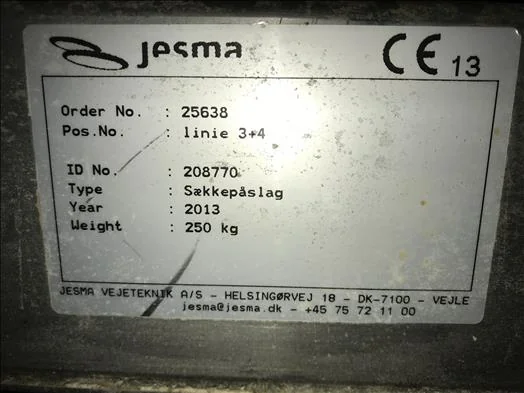 jesma CE 13
Order No. : 25638
Pos.No. : linie 3+4
ID No. : 208770
Type : Sækkepåslag
Year : 2013
Weight : 250 kg
JESMA VEJETEKNIK A/S - HELSINGØRVEJ 18 - DK-7100 - VEJLE
jesma@jesma.dk - +45 75 72 11 00